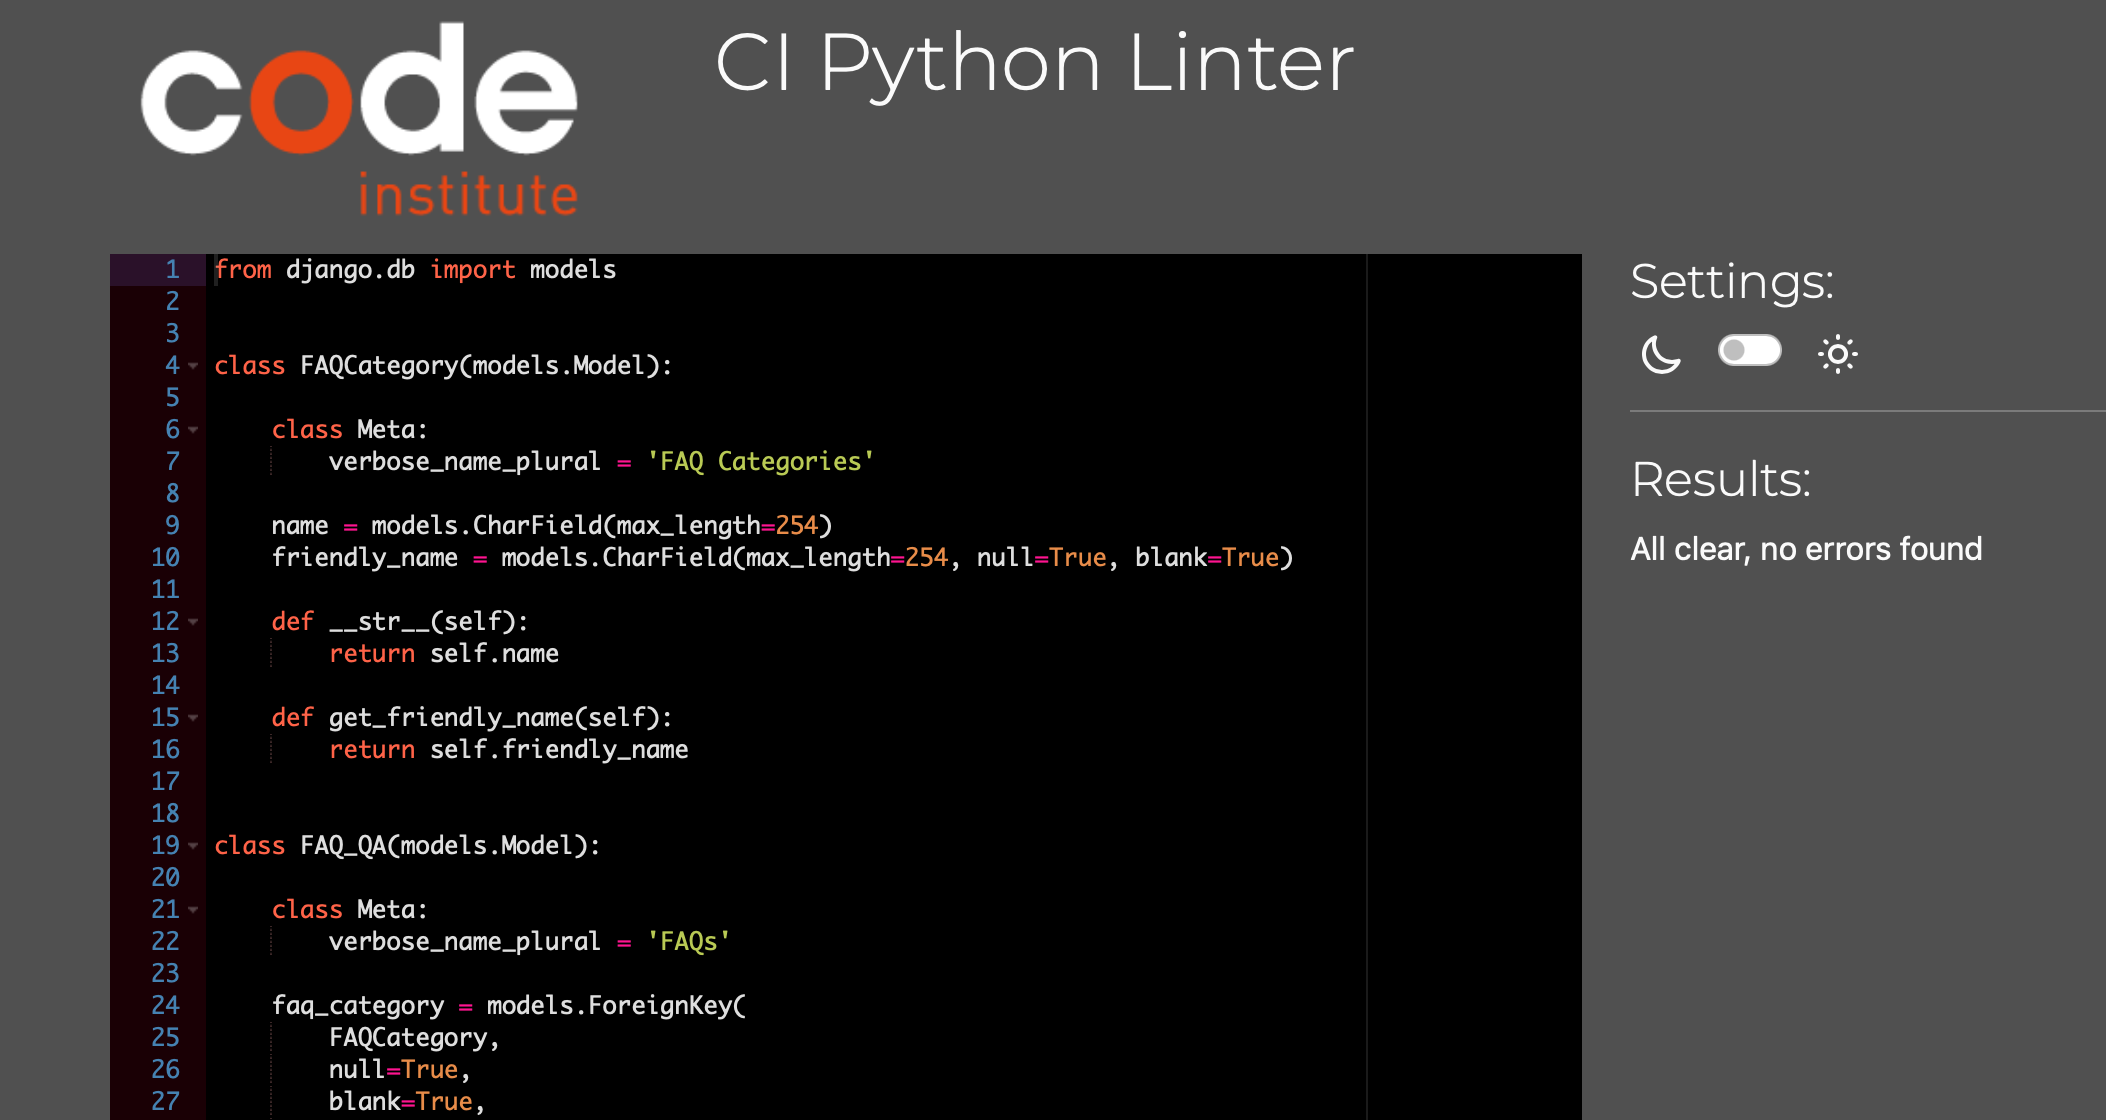 code
institute
CI Python Linter
1 from django.db import models
2
3
4 class FAQCategory(models.Model):
5
6     class Meta:
7         verbose_name_plural = 'FAQ Categories'
8
9     name = models.CharField(max_length=254)
10     friendly_name = models.CharField(max_length=254, null=True, blank=True)
11
12     def __str__(self):
13         return self.name
14
15     def get_friendly_name(self):
16         return self.friendly_name
17
18
19 class FAQ_QA(models.Model):
20
21     class Meta:
22         verbose_name_plural = 'FAQs'
23
24     faq_category = models.ForeignKey(
25         FAQCategory,
26         null=True,
27         blank=True,
Settings:
Results:
All clear, no errors found